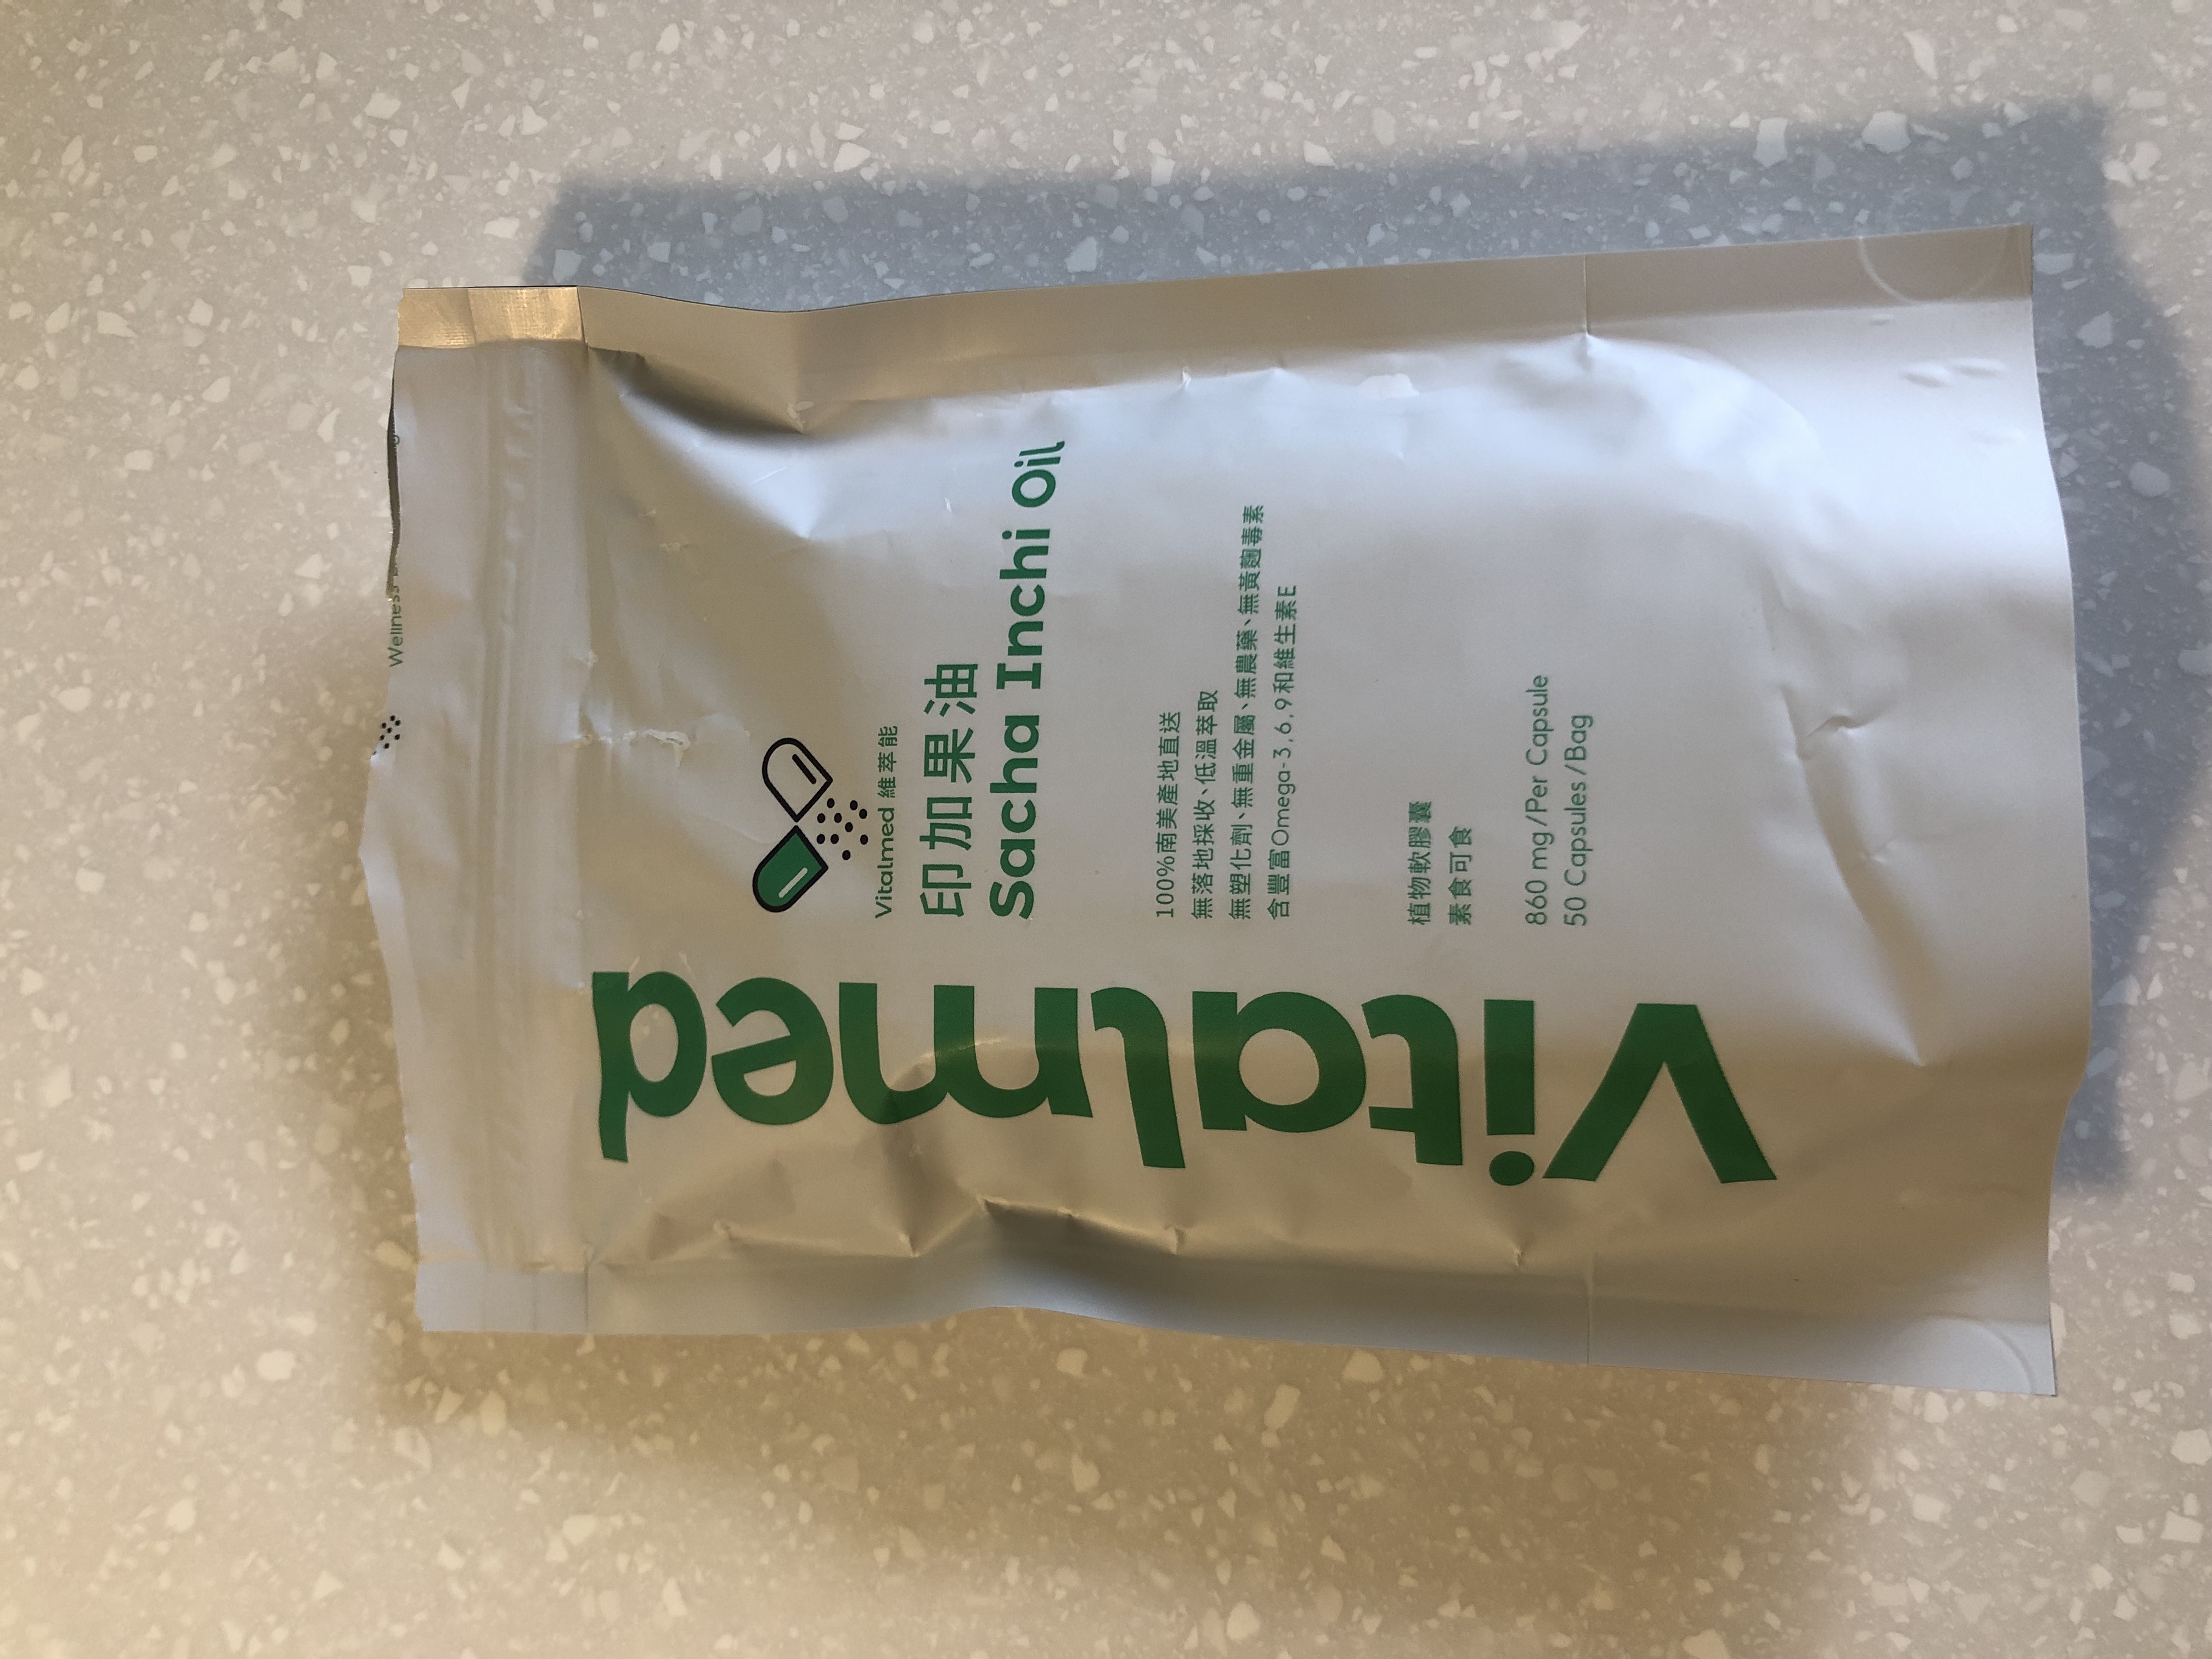 Wellness
Vitalmed 維萃能
印加果油
Sacha Inchi Oil
100%南美產地直送
無落地採收、低溫萃取
無塑化劑、無重金屬、無農藥、無黃麴毒素
含豐富Omega-3,6,9和維生素E
植物軟膠囊
素食可食
860 mg/Per Capsule
50 Capsules/Bag
Vitalmed